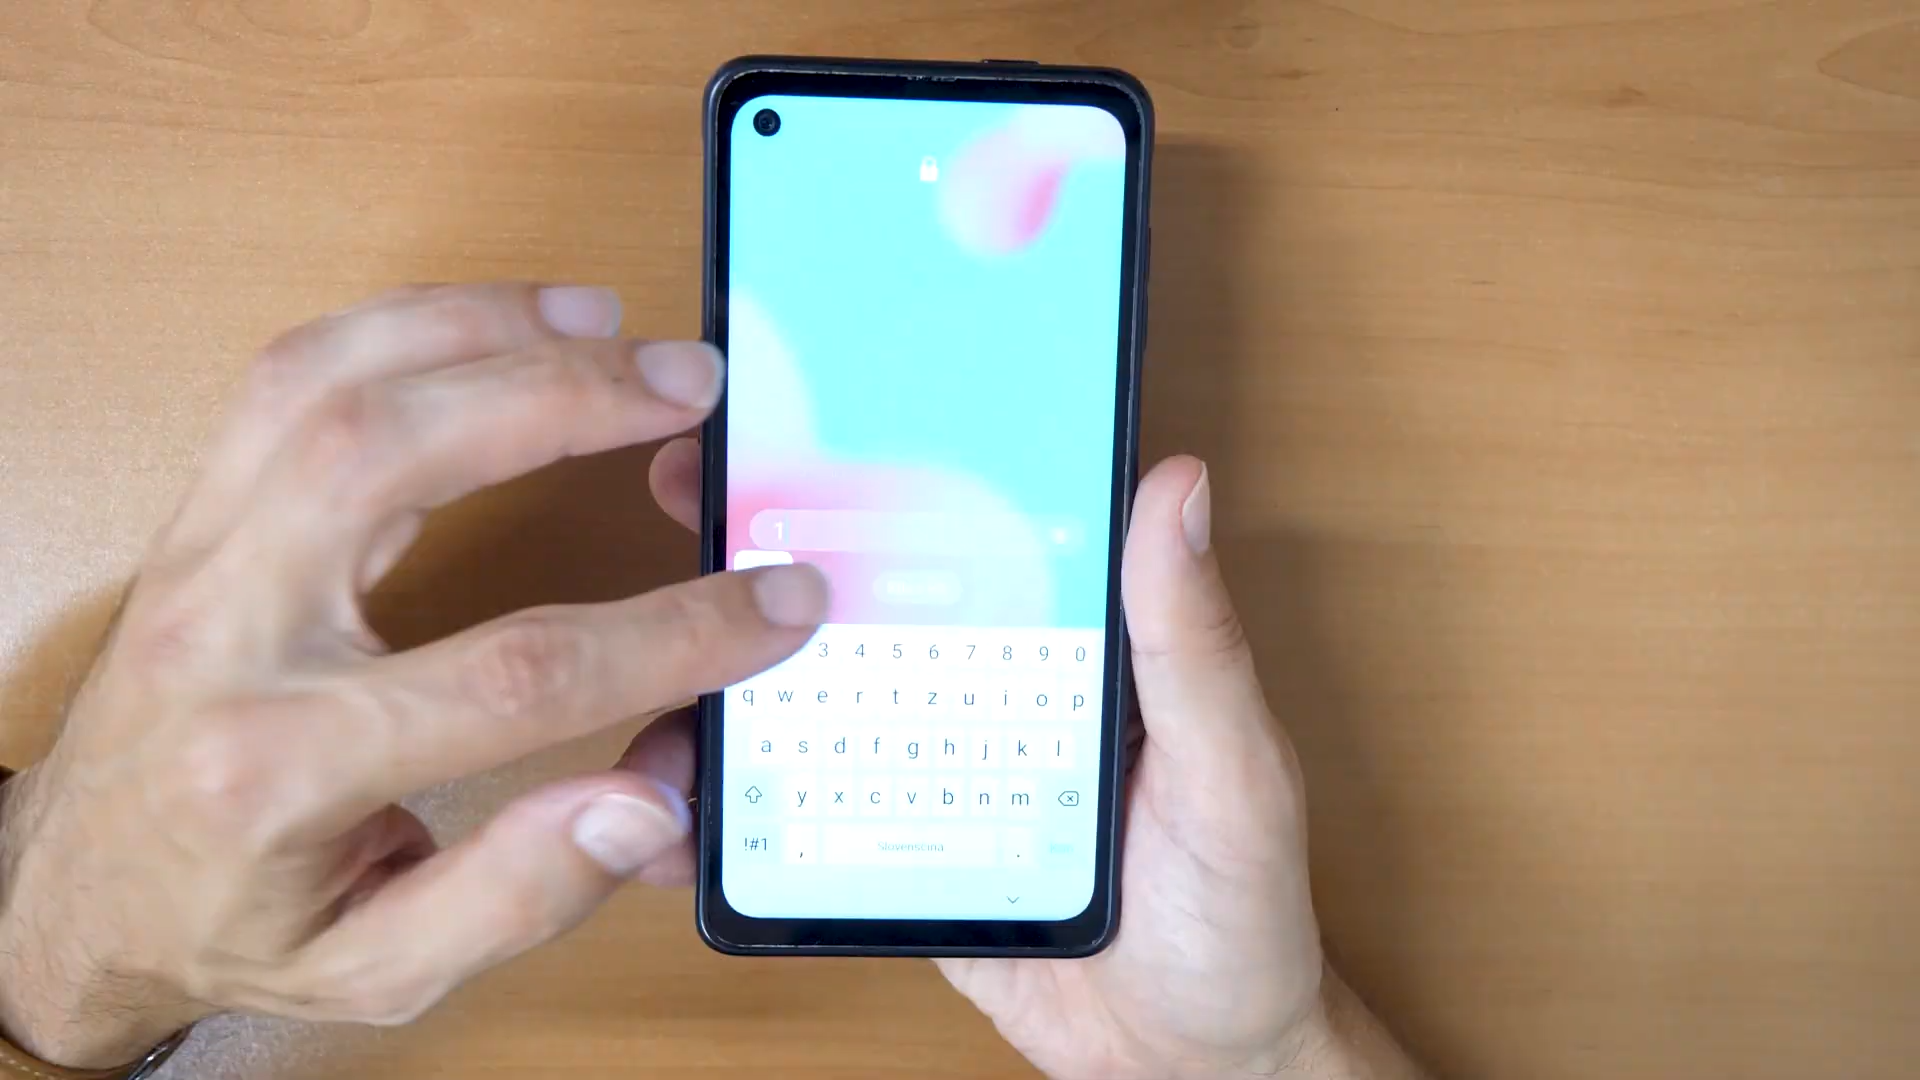 1
3 4 5 6 7 8 9 0
q w e r t z u i o p
a s d f g h j k l
y x c v b n m
!#1 , Slovenščina .